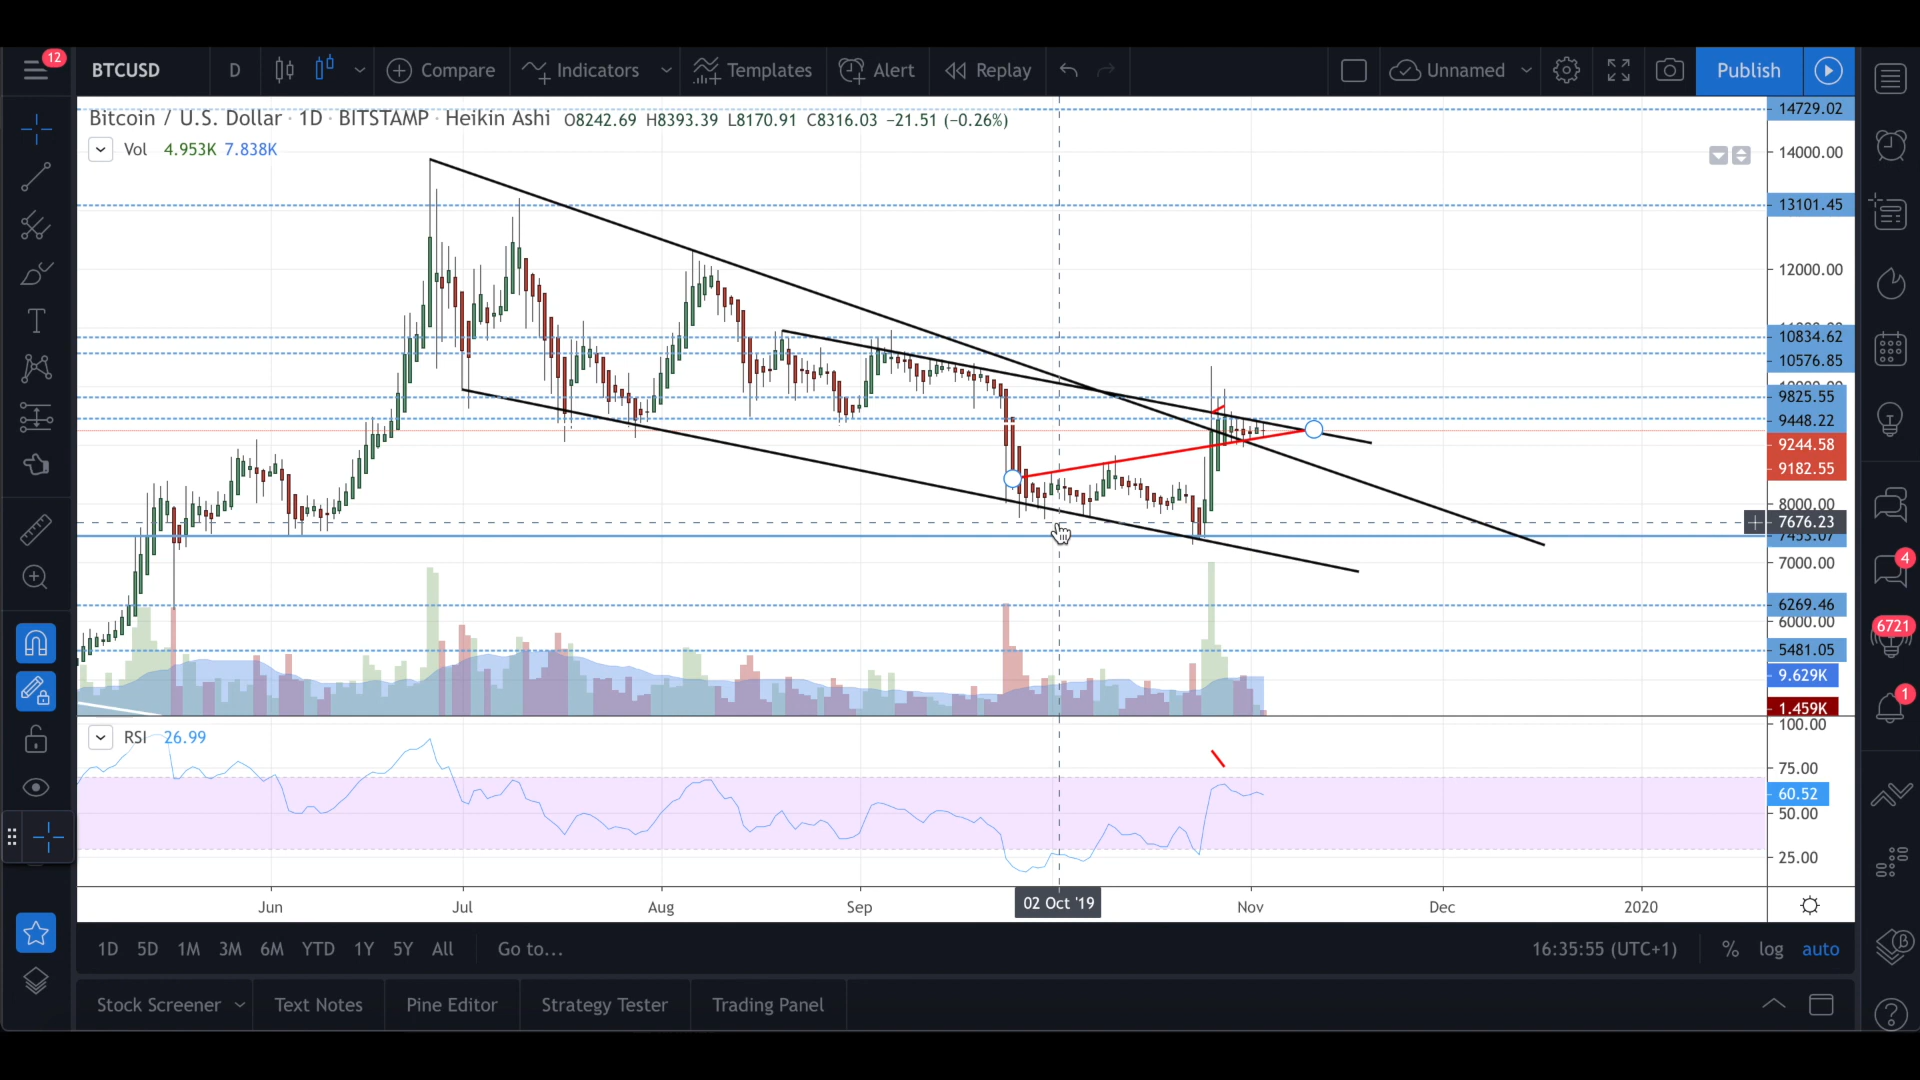 12
BTCUSD D Compare Indicators Templates Alert Replay Unnamed Publish
Bitcoin / U.S. Dollar · 1D · BITSTAMP · Heikin Ashi O8242.69 H8393.39 L8170.91 C8316.03 −21.51 (−0.26%)
Vol 4.953K 7.838K
14729.02
14000.00
13101.45
12000.00
10834.62
10576.85
9825.55
9448.22
9244.58
9182.55
8000.00
7676.23
7455.07
7000.00
6269.46
6000.00
5481.05
9.629K
1.459K
4
6721
1
RSI 26.99
100.00
75.00
60.52
50.00
25.00
Jun Jul Aug Sep 02 Oct '19 Nov Dec 2020
1D 5D 1M 3M 6M YTD 1Y 5Y All Go to... 16:35:55 (UTC+1) % log auto
Stock Screener Text Notes Pine Editor Strategy Tester Trading Panel